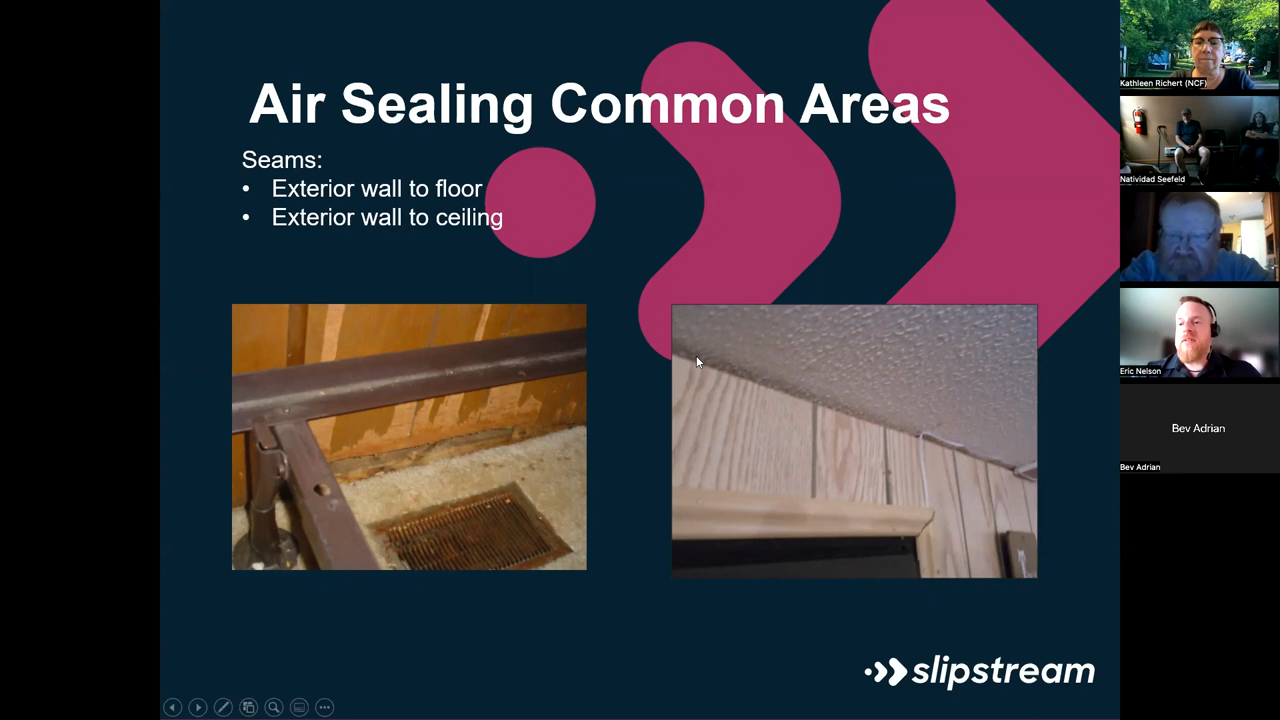 Air Sealing Common Areas
Seams:
• Exterior wall to floor
• Exterior wall to ceiling
slipstream
Kathleen Richert (NCF)
Natividad Seefeld
Eric Nelson
Bev Adrian
Bev Adrian